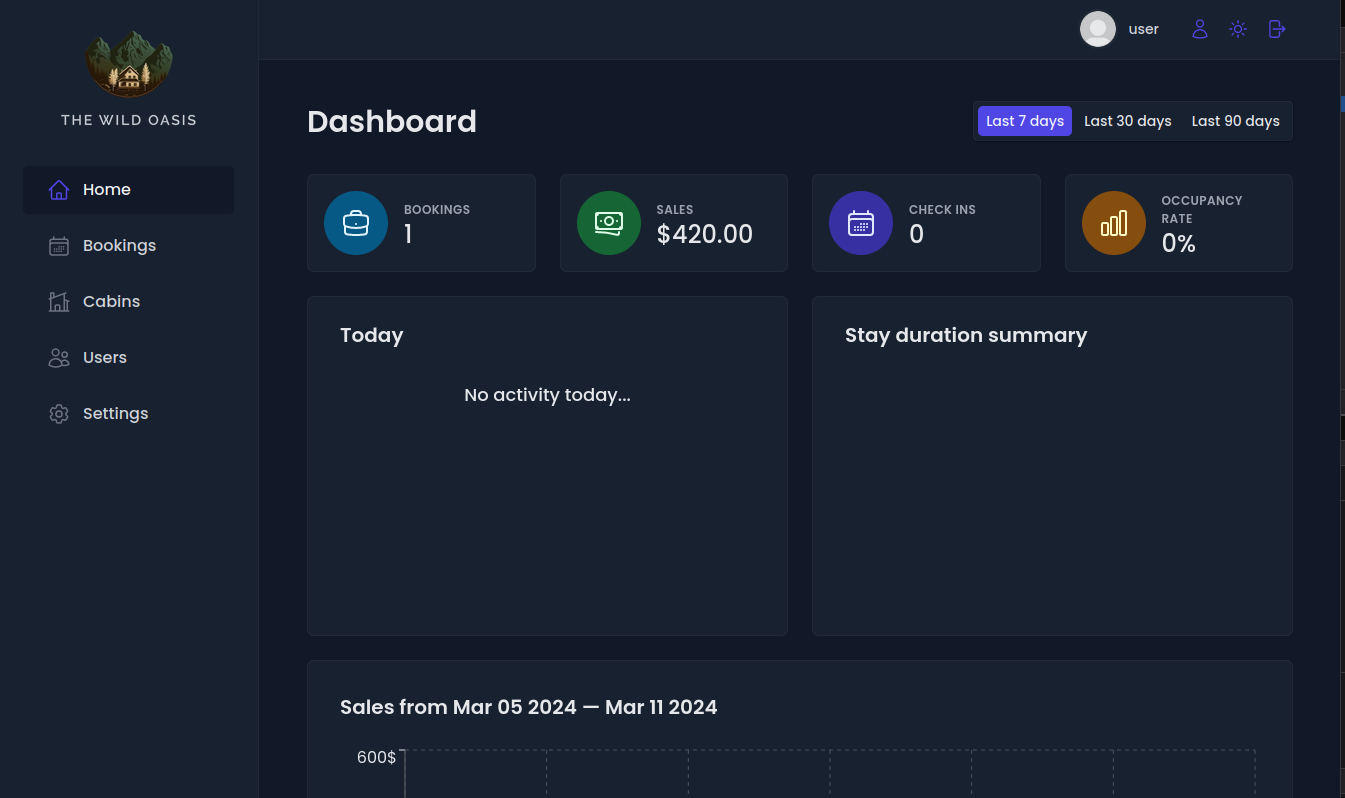 THE WILD OASIS
Home
Bookings
Cabins
Users
Settings
user
Dashboard
Last 7 days
Last 30 days
Last 90 days
BOOKINGS
1
SALES
$420.00
CHECK INS
0
OCCUPANCY
RATE
0%
Today
No activity today...
Stay duration summary
Sales from Mar 05 2024 — Mar 11 2024
600$